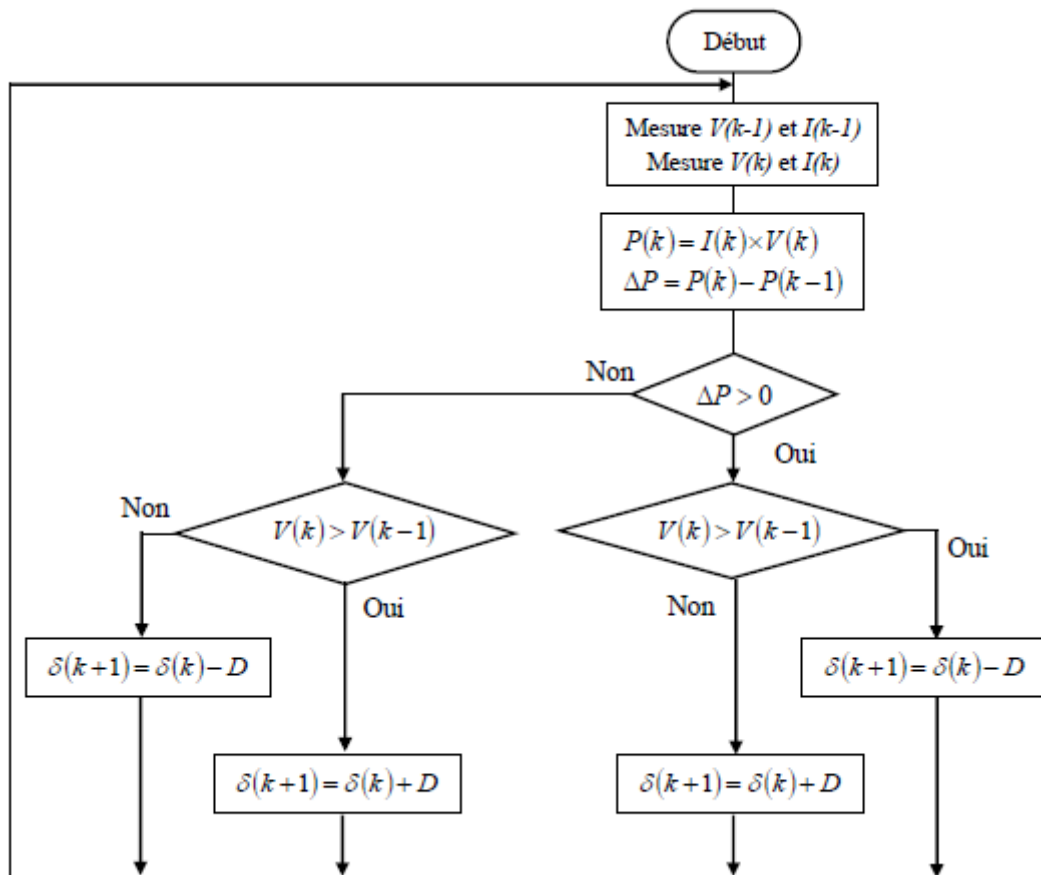 Début
Mesure V(k-1) et I(k-1)
Mesure V(k) et I(k)
P(k) = I(k)×V(k)
ΔP = P(k) − P(k−1)
Non
ΔP > 0
Oui
Non
V(k) > V(k−1)
V(k) > V(k−1)
Oui
Oui
Non
δ(k+1) = δ(k) − D
δ(k+1) = δ(k) − D
δ(k+1) = δ(k) + D
δ(k+1) = δ(k) + D